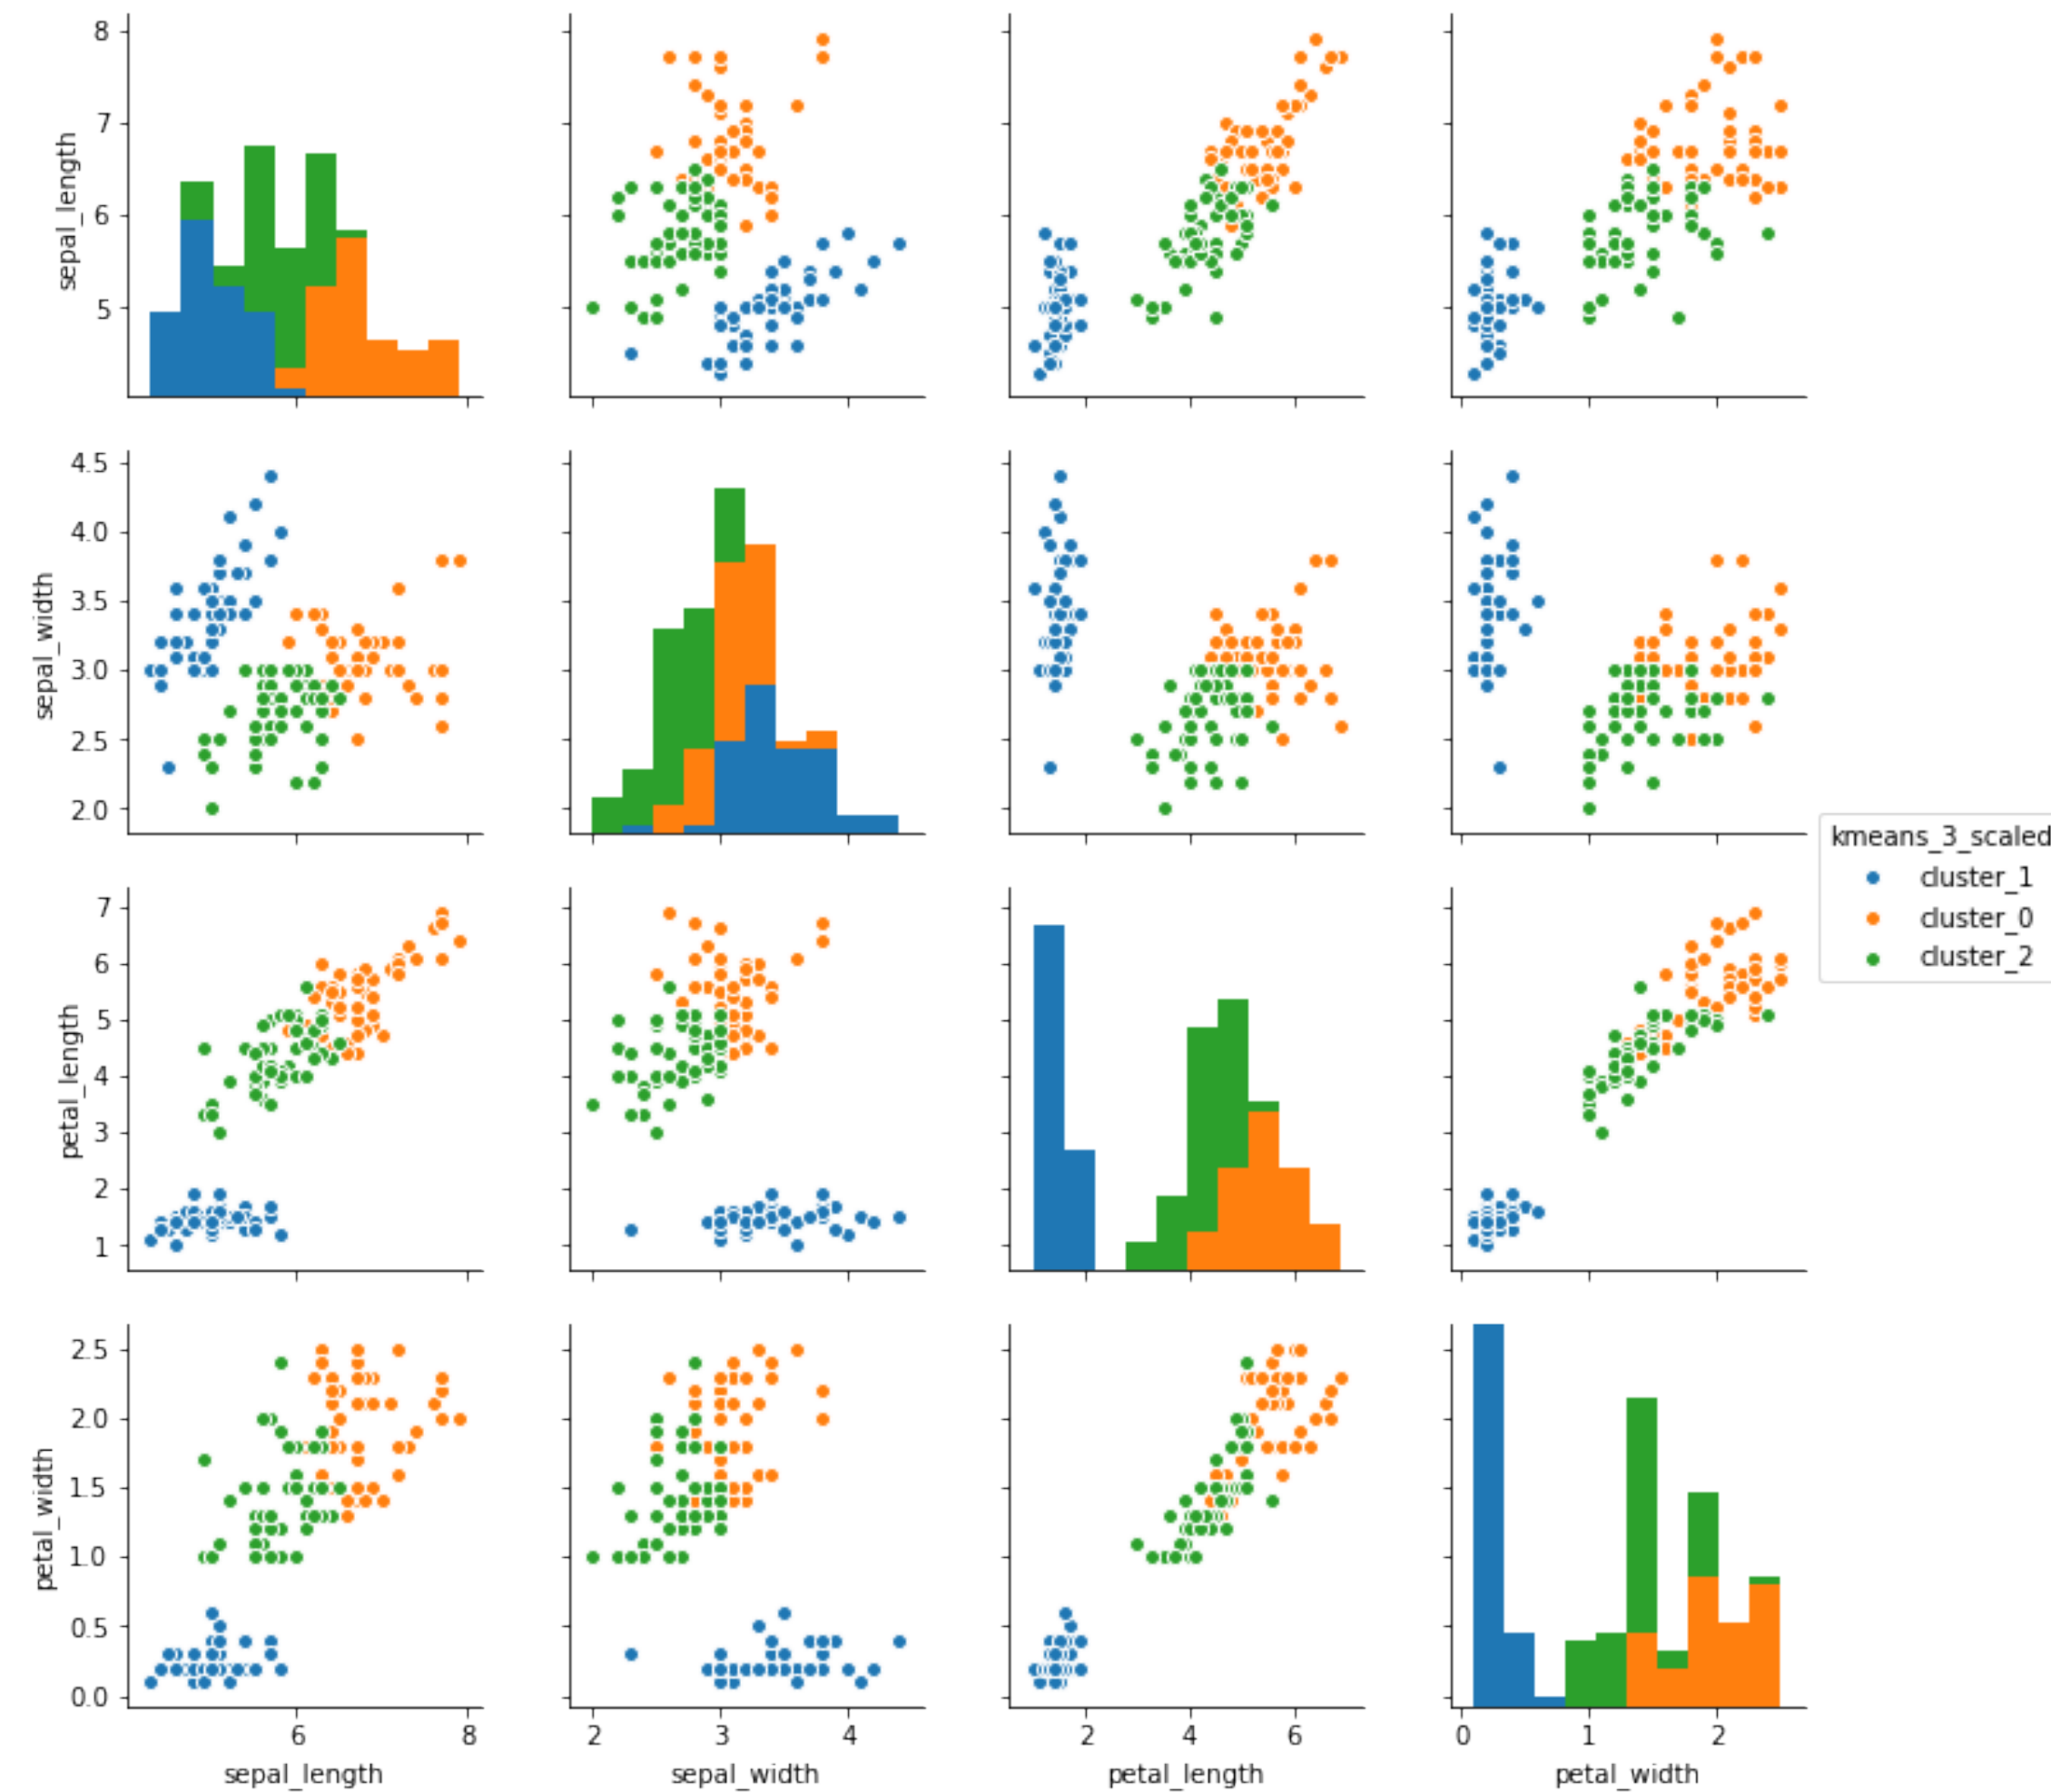 8
7
6
5
sepal_length
4.5
4.0
3.5
3.0
2.5
2.0
sepal_width
kmeans_3_scaled
cluster_1
cluster_0
cluster_2
7
6
5
4
3
2
1
petal_length
2.5
2.0
1.5
1.0
0.5
0.0
petal_width
6 8
2 3 4
2 4 6
0 1 2
sepal_length
sepal_width
petal_length
petal_width